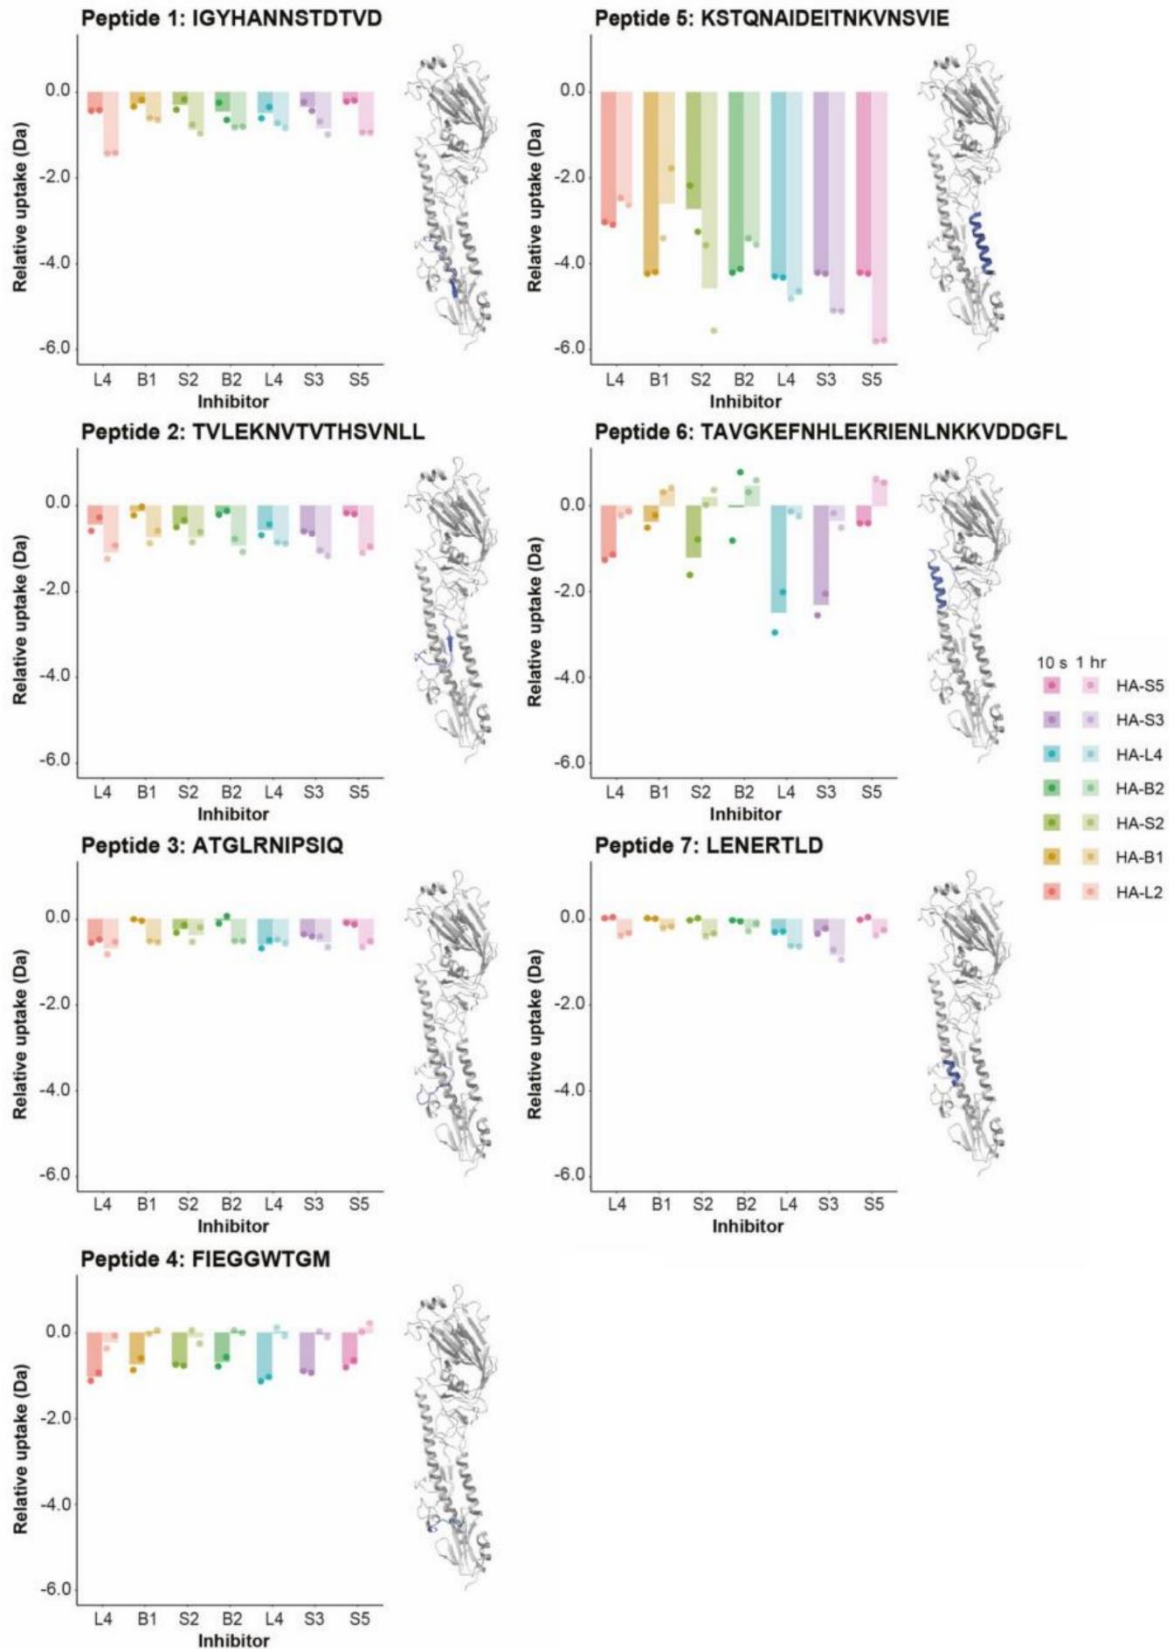 Peptide 1: IGYHANNSTDTVD
Relative uptake (Da)
0.0
-2.0
-4.0
-6.0
L4 B1 S2 B2 L4 S3 S5
Inhibitor
Peptide 5: KSTQNAIDEITNKVNSVIE
Relative uptake (Da)
0.0
-2.0
-4.0
-6.0
L4 B1 S2 B2 L4 S3 S5
Inhibitor
Peptide 2: TVLEKNVTVTHSVNLL
Relative uptake (Da)
0.0
-2.0
-4.0
-6.0
L4 B1 S2 B2 L4 S3 S5
Inhibitor
Peptide 6: TAVGKEFNHLEKRIENLNKKVDDGFL
Relative uptake (Da)
0.0
-2.0
-4.0
-6.0
L4 B1 S2 B2 L4 S3 S5
Inhibitor
10 s 1 hr
HA-S5
HA-S3
HA-L4
HA-B2
HA-S2
HA-B1
HA-L2
Peptide 3: ATGLRNIPSIQ
Relative uptake (Da)
0.0
-2.0
-4.0
-6.0
L4 B1 S2 B2 L4 S3 S5
Inhibitor
Peptide 7: LENERTLD
Relative uptake (Da)
0.0
-2.0
-4.0
-6.0
L4 B1 S2 B2 L4 S3 S5
Inhibitor
Peptide 4: FIEGGWTGM
Relative uptake (Da)
0.0
-2.0
-4.0
-6.0
L4 B1 S2 B2 L4 S3 S5
Inhibitor